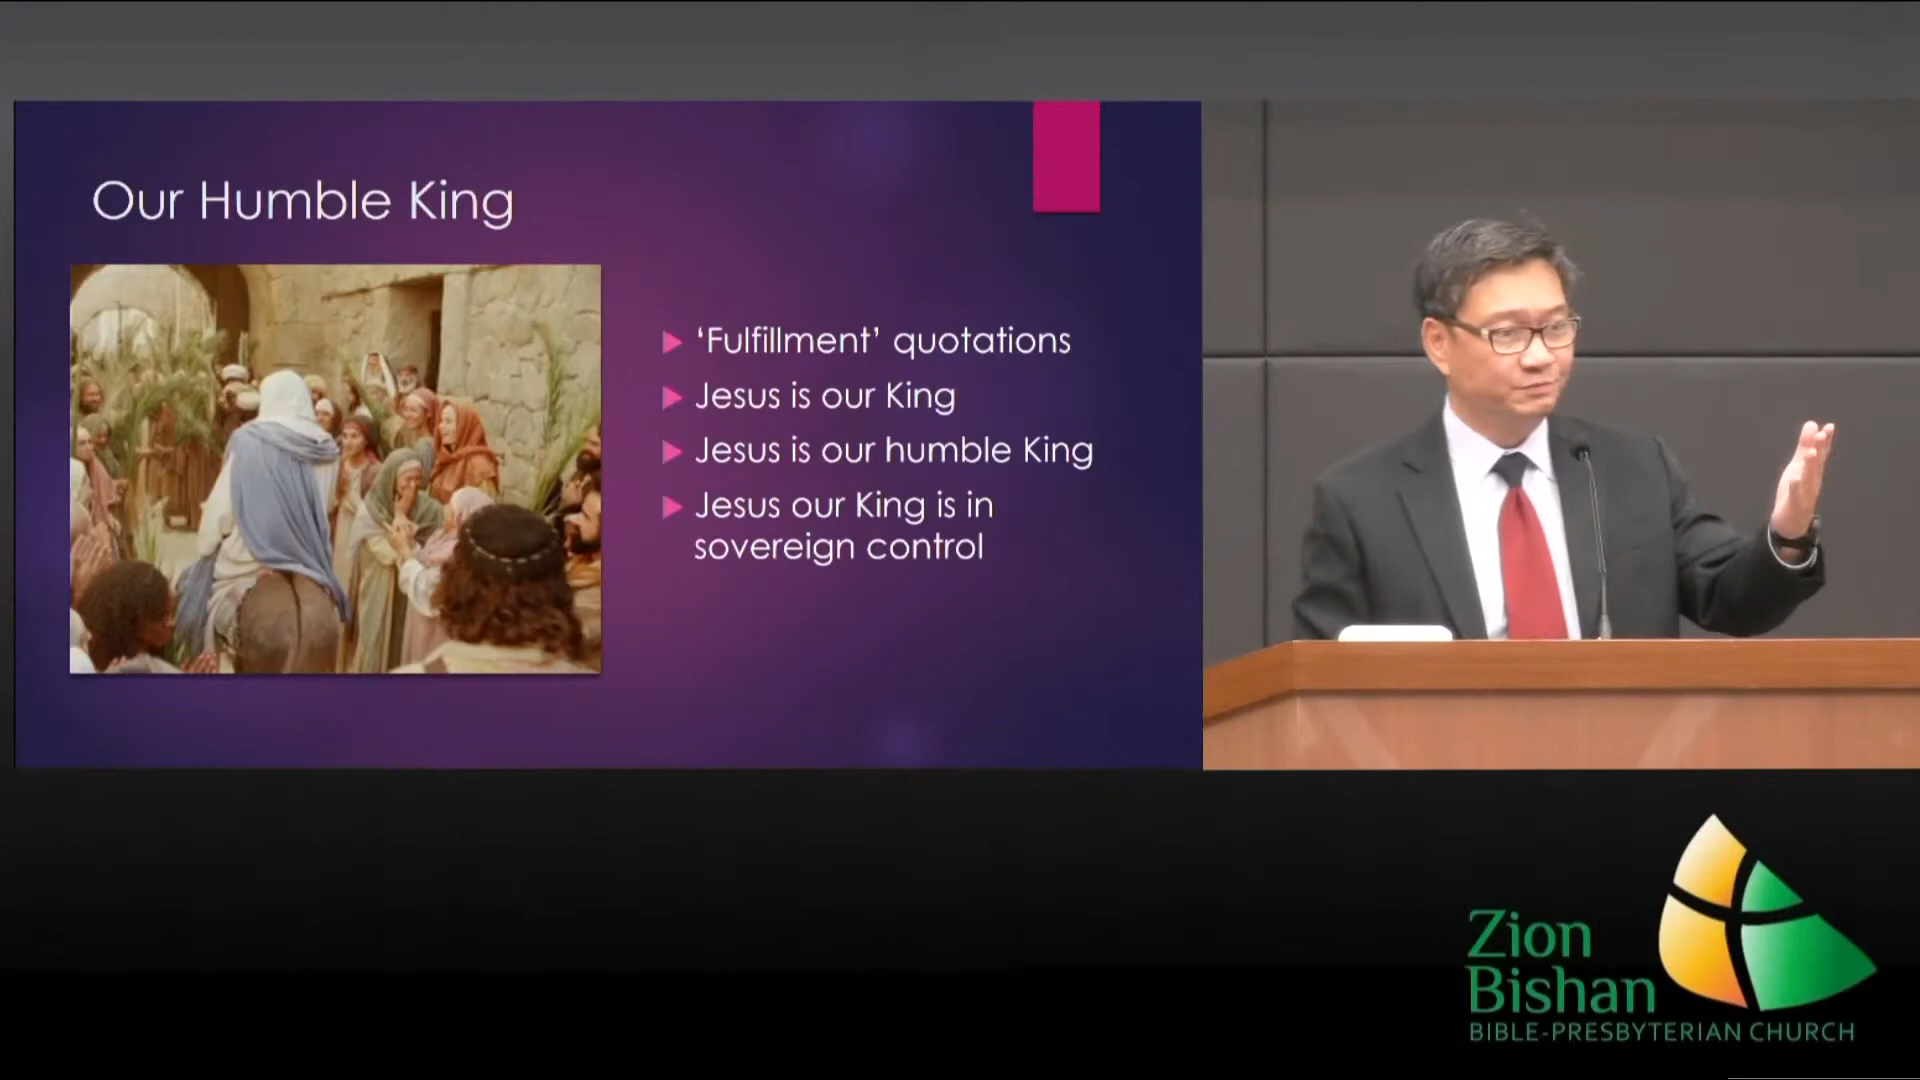 Our Humble King
‘Fulfillment’ quotations
Jesus is our King
Jesus is our humble King
Jesus our King is in
sovereign control
Zion
Bishan
BIBLE-PRESBYTERIAN CHURCH